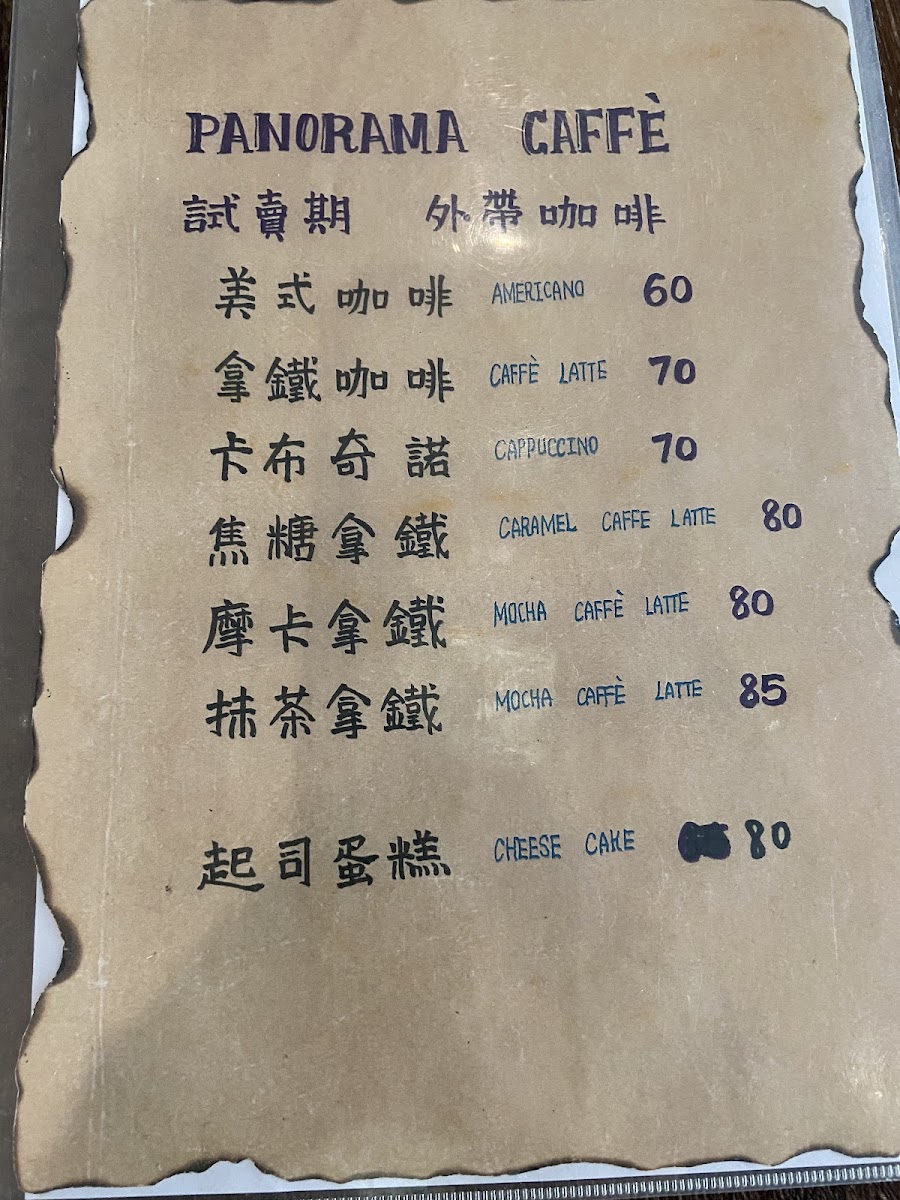 PANORAMA CAFFÈ
試賣期 外帶咖啡
美式咖啡 AMERICANO 60
拿鐵咖啡 CAFFÈ LATTE 70
卡布奇諾 CAPPUCCINO 70
焦糖拿鐵 CARAMEL CAFFE LATTE 80
摩卡拿鐵 MOCHA CAFFÈ LATTE 80
抹茶拿鐵 MOCHA CAFFÈ LATTE 85
起司蛋糕 CHEESE CAKE 80